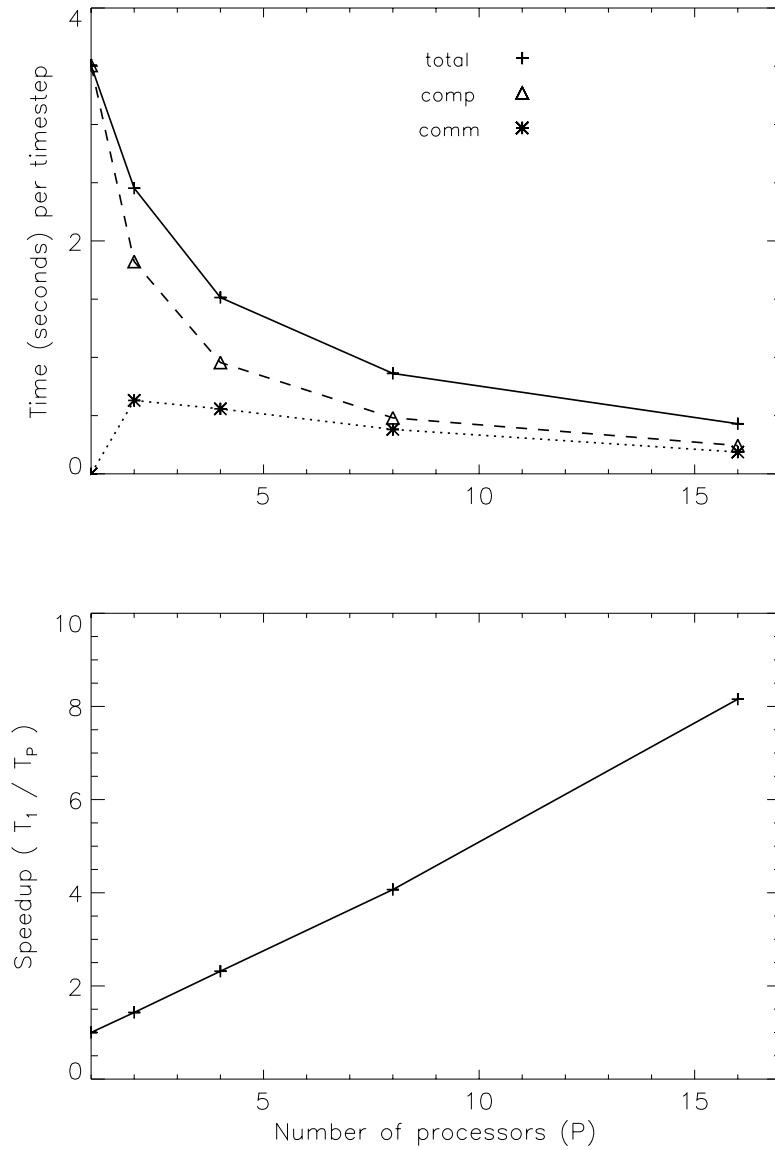 4
2
0
Time (seconds) per timestep
total
comp
comm
5
10
15
10
8
6
4
2
0
Speedup ( T₁ / Tₚ )
5
10
15
Number of processors (P)